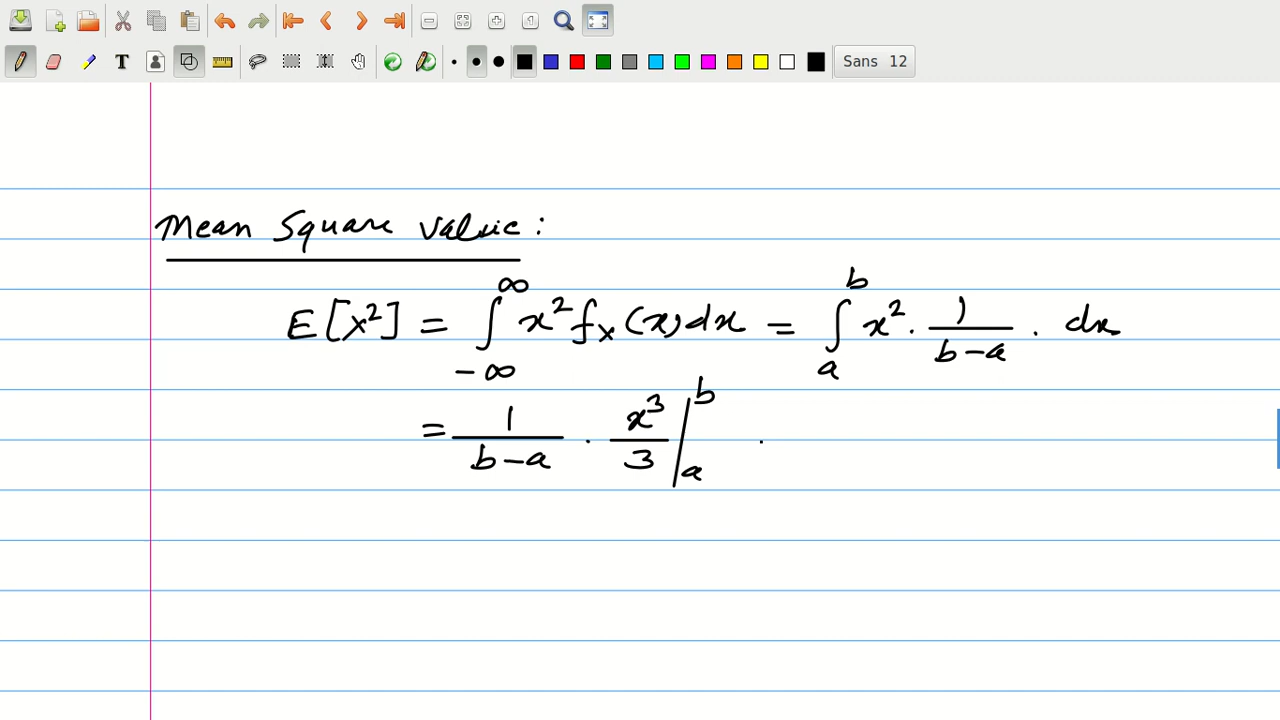 Sans 12
Mean Square value:
E[X²] = ∫_{-∞}^{∞} x² f_X(x) dx = ∫_a^b x² · 1/(b-a) · dx
= 1/(b-a) · x³/3 |_a^b